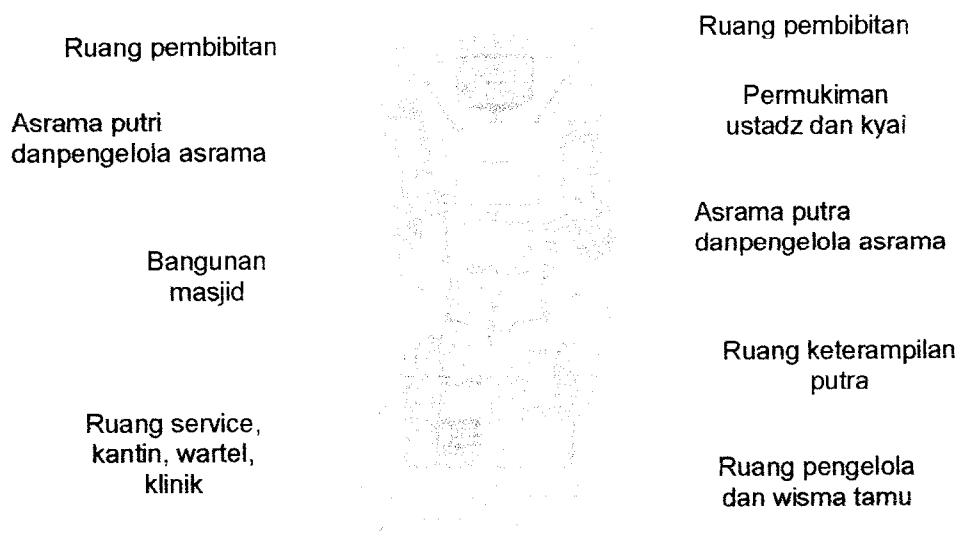 Ruang pembibitan
Asrama putri
danpengelola asrama
Bangunan
masjid
Ruang service,
kantin, wartel,
klinik
Ruang pembibitan
Permukiman
ustadz dan kyai
Asrama putra
danpengelola asrama
Ruang keterampilan
putra
Ruang pengelola
dan wisma tamu